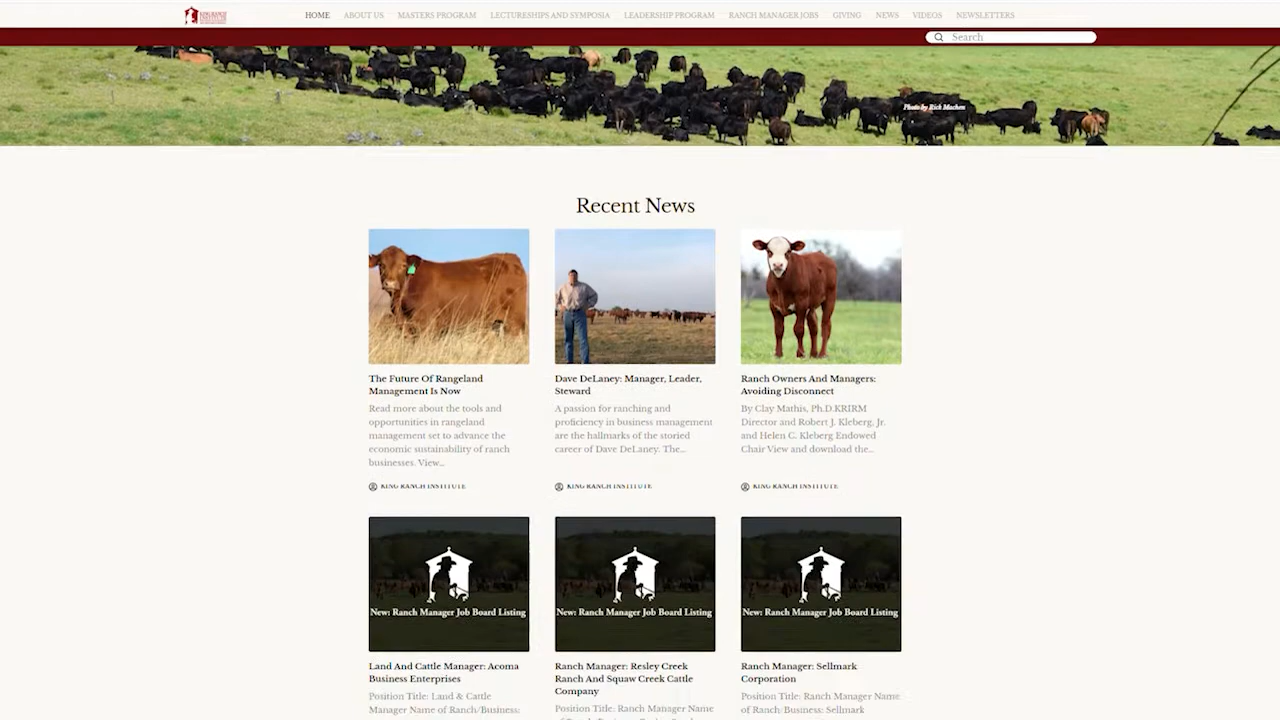 HOME ABOUT US MASTERS PROGRAM LECTURESHIPS AND SYMPOSIA LEADERSHIP PROGRAM RANCH MANAGER JOBS GIVING NEWS VIDEOS NEWSLETTERS
Search
Photo by Rich Machen
Recent News
The Future Of Rangeland
Management Is Now
Read more about the tools and
opportunities in rangeland
management set to advance the
economic sustainability of ranch
businesses. View...
KING RANCH INSTITUTE
Dave DeLaney: Manager, Leader,
Steward
A passion for ranching and
proficiency in business management
are the hallmarks of the storied
career of Dave DeLaney. The...
KING RANCH INSTITUTE
Ranch Owners And Managers:
Avoiding Disconnect
By Clay Mathis, Ph.D.KRIRM
Director and Robert J. Kleberg, Jr.
and Helen C. Kleberg Endowed
Chair View and download the...
KING RANCH INSTITUTE
New: Ranch Manager Job Board Listing
Land And Cattle Manager: Acoma
Business Enterprises
Position Title: Land & Cattle
Manager Name of Ranch/Business:
New: Ranch Manager Job Board Listing
Ranch Manager: Resley Creek
Ranch And Squaw Creek Cattle
Company
Position Title: Ranch Manager Name
New: Ranch Manager Job Board Listing
Ranch Manager: Sellmark
Corporation
Position Title: Ranch Manager Name
of Ranch/Business: Sellmark